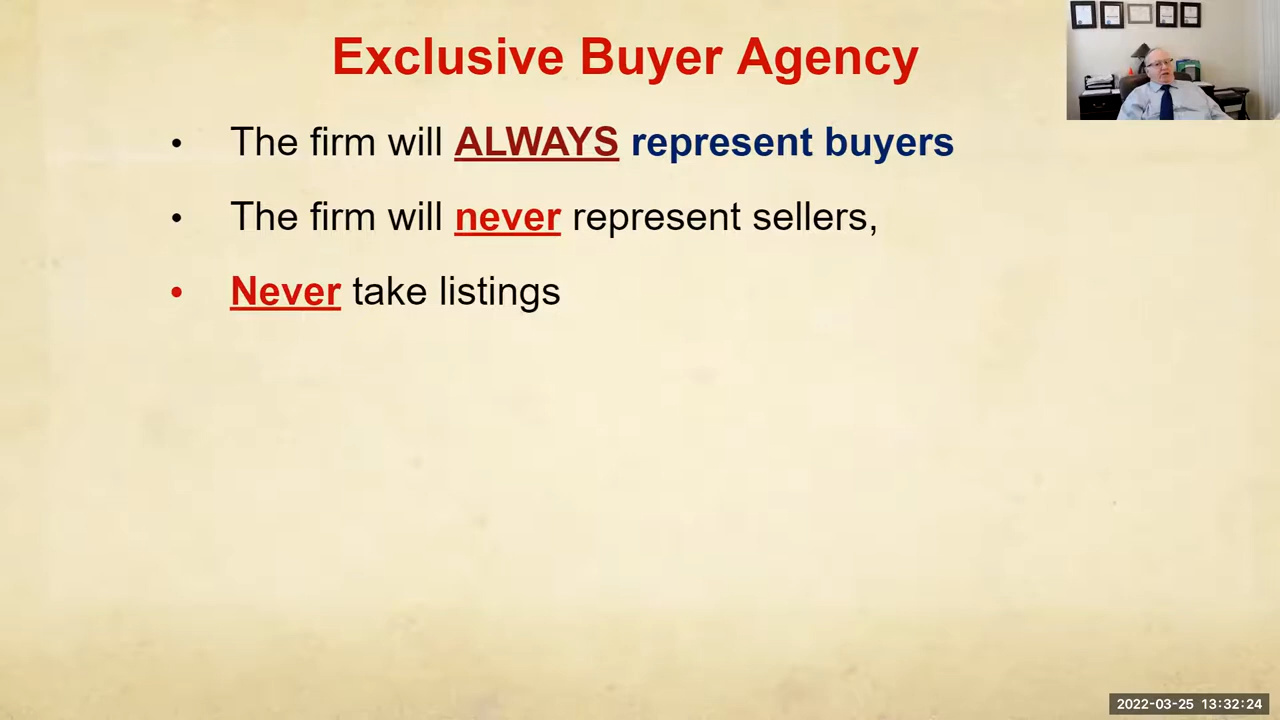 Exclusive Buyer Agency
• The firm will ALWAYS represent buyers
• The firm will never represent sellers,
• Never take listings
2022-03-25 13:32:24